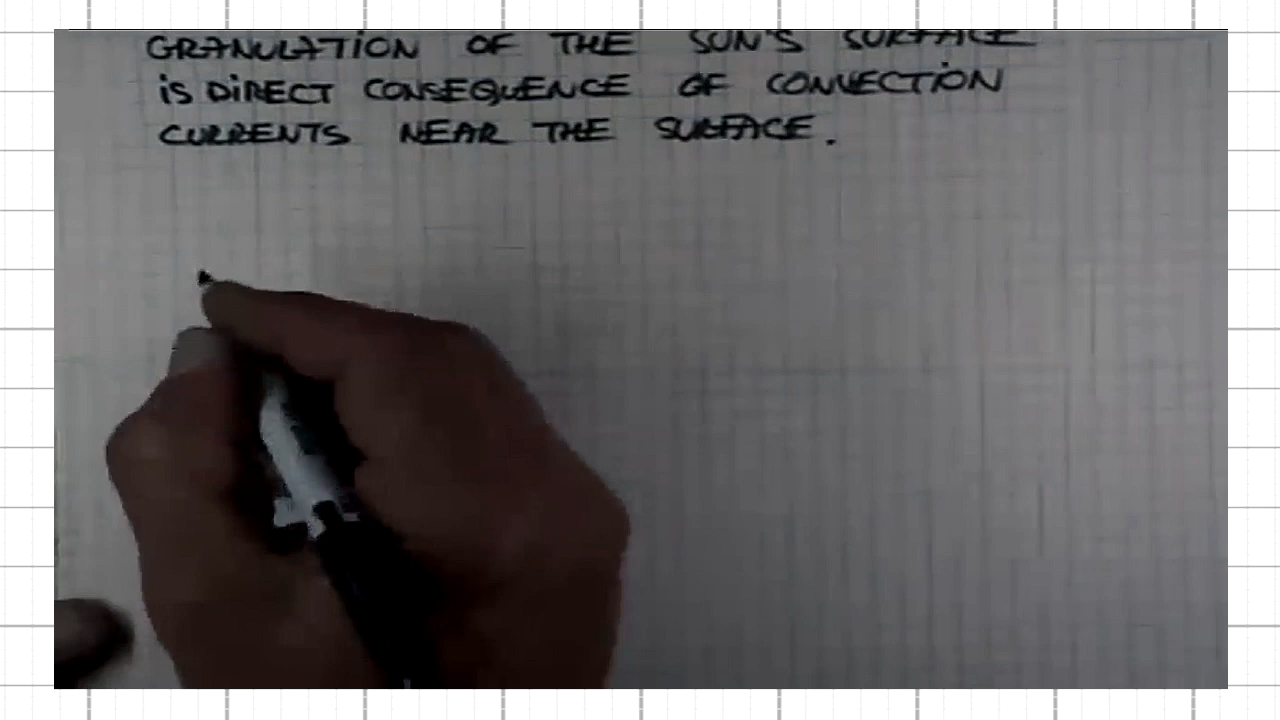 GRANULATION OF THE SUN'S SURFACE
iS DiRECT CONSEQUENCE OF CONVECTiON
CURRENTS NEAR THE SURFACE.